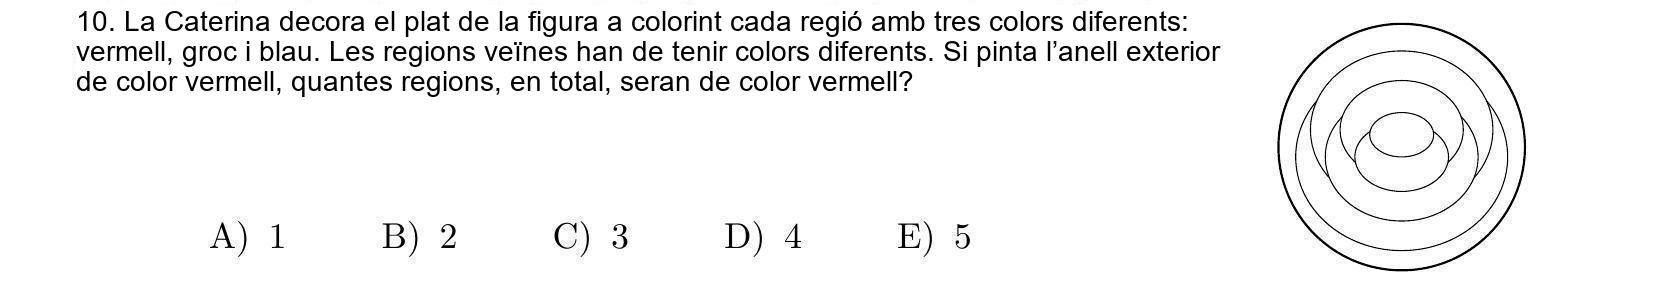 10. La Caterina decora el plat de la figura a colorint cada regió amb tres colors diferents:
vermell, groc i blau. Les regions veïnes han de tenir colors diferents. Si pinta l’anell exterior
de color vermell, quantes regions, en total, seran de color vermell?
A) 1 B) 2 C) 3 D) 4 E) 5